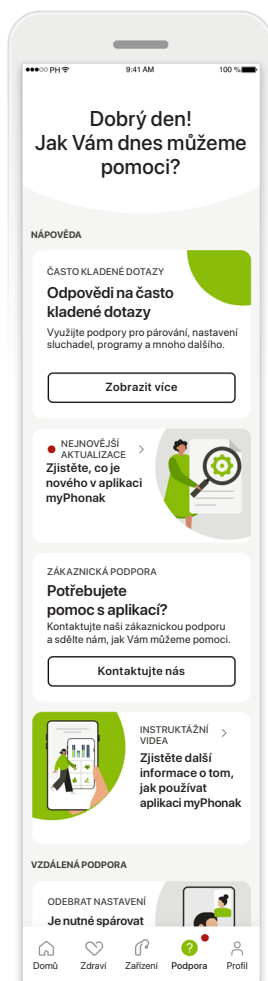 PH
9:41 AM
100 %
Dobrý den!
Jak Vám dnes můžeme
pomoci?
NÁPOVĚDA
ČASTO KLADENÉ DOTAZY
Odpovědi na často
kladené dotazy
Využijte podpory pro párování, nastavení
sluchadel, programy a mnoho dalšího.
Zobrazit více
NEJNOVĚJŠÍ
AKTUALIZACE
Zjistěte, co je
nového v aplikaci
myPhonak
ZÁKAZNICKÁ PODPORA
Potřebujete
pomoc s aplikací?
Kontaktujte naši zákaznickou podporu
a sdělte nám, jak Vám můžeme pomoci.
Kontaktujte nás
INSTRUKTÁŽNÍ
VIDEA
Zjistěte další
informace o tom,
jak používat
aplikaci myPhonak
VZDÁLENÁ PODPORA
ODEBRAT NASTAVENÍ
Je nutné spárovat
Domů Zdraví Zařízení Podpora Profil